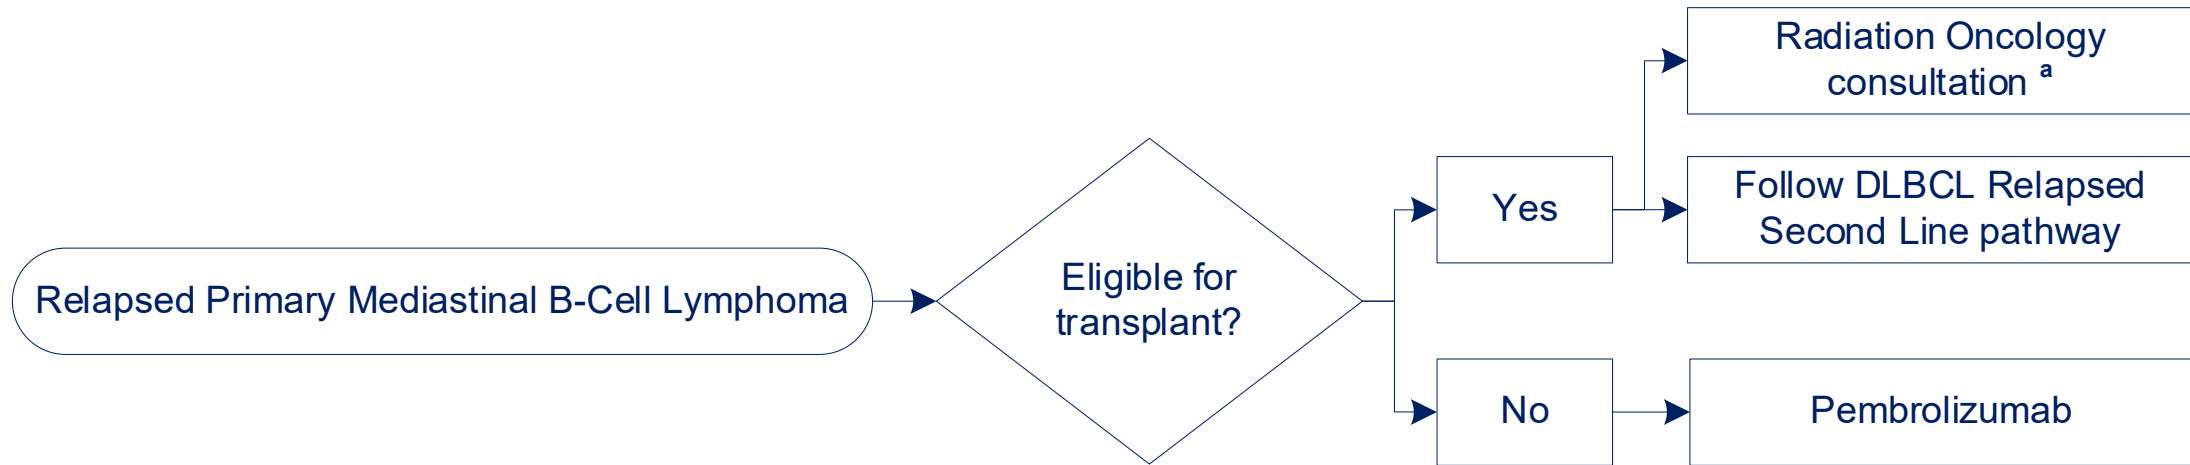 Relapsed Primary Mediastinal B-Cell Lymphoma
Eligible for
transplant?
Yes
Radiation Oncology
consultation a
Follow DLBCL Relapsed
Second Line pathway
No
Pembrolizumab